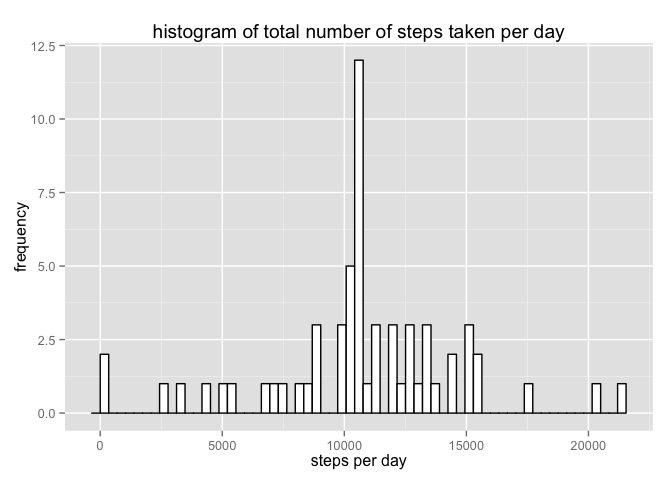 histogram of total number of steps taken per day
12.5
10.0
7.5
5.0
2.5
0.0
frequency
0 5000 10000 15000 20000
steps per day